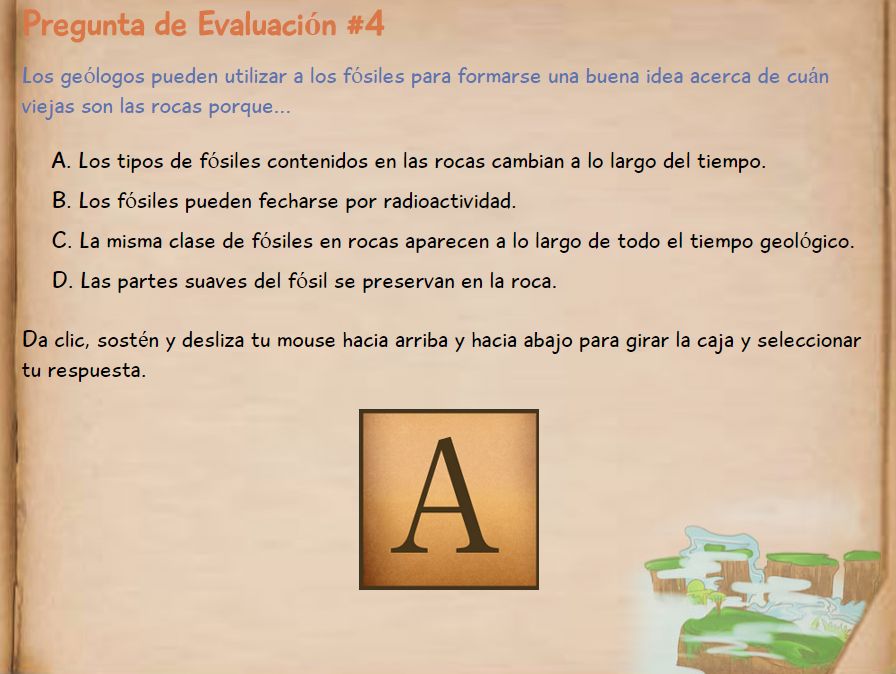 Pregunta de Evaluación #4
Los geólogos pueden utilizar a los fósiles para formarse una buena idea acerca de cuán
viejas son las rocas porque...
A. Los tipos de fósiles contenidos en las rocas cambian a lo largo del tiempo.
B. Los fósiles pueden fecharse por radioactividad.
C. La misma clase de fósiles en rocas aparecen a lo largo de todo el tiempo geológico.
D. Las partes suaves del fósil se preservan en la roca.
Da clic, sostén y desliza tu mouse hacia arriba y hacia abajo para girar la caja y seleccionar
tu respuesta.
A